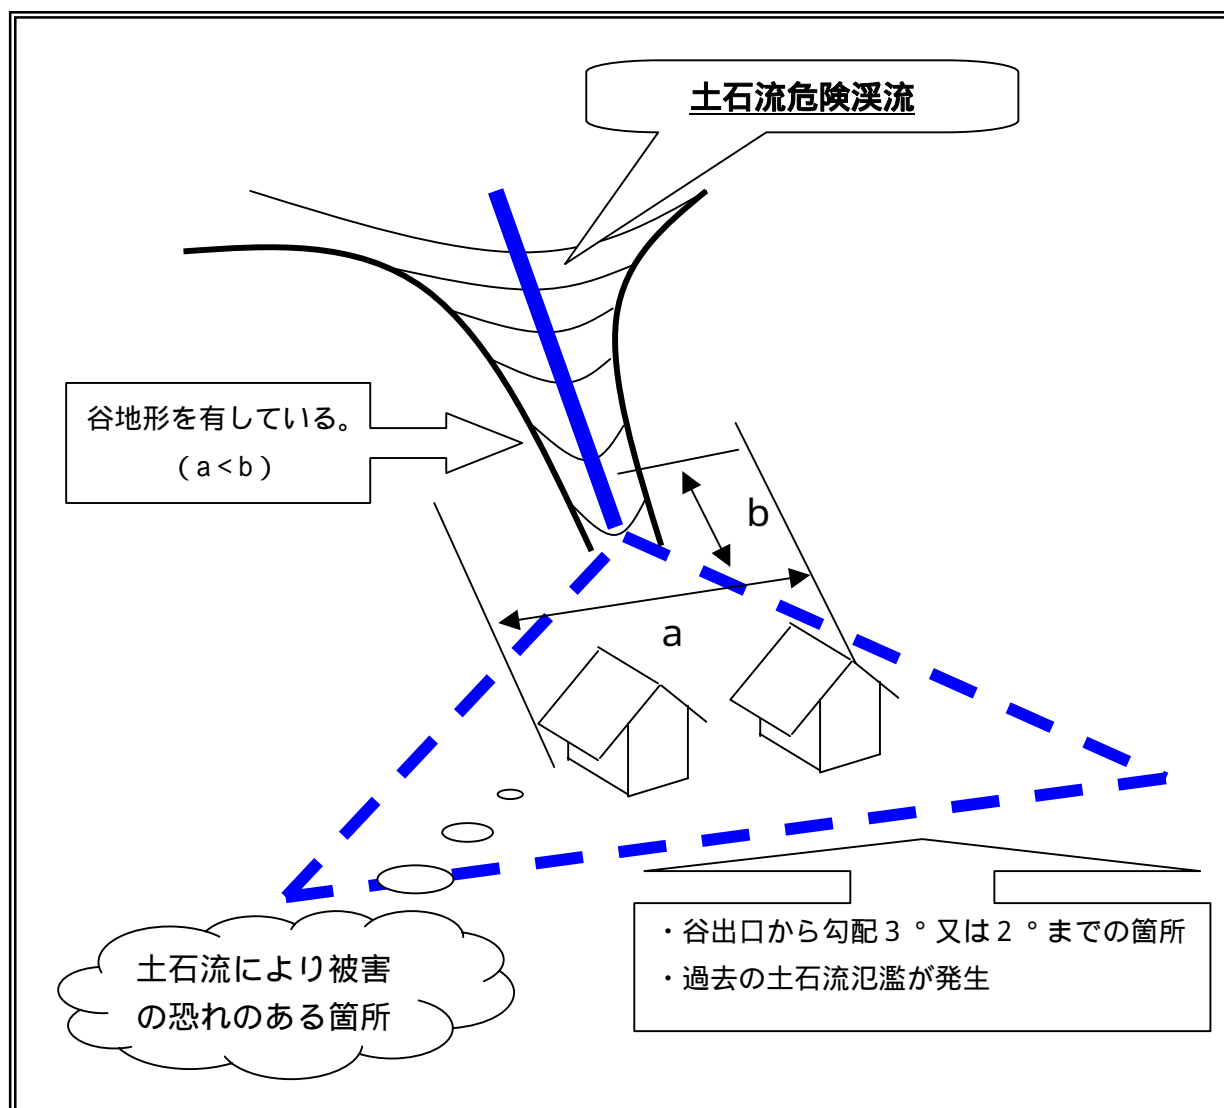 土石流危険渓流
谷地形を有している。
（a<b）
b
a
土石流により被害
の恐れのある箇所
・谷出口から勾配3°又は2°までの箇所
・過去の土石流氾濫が発生